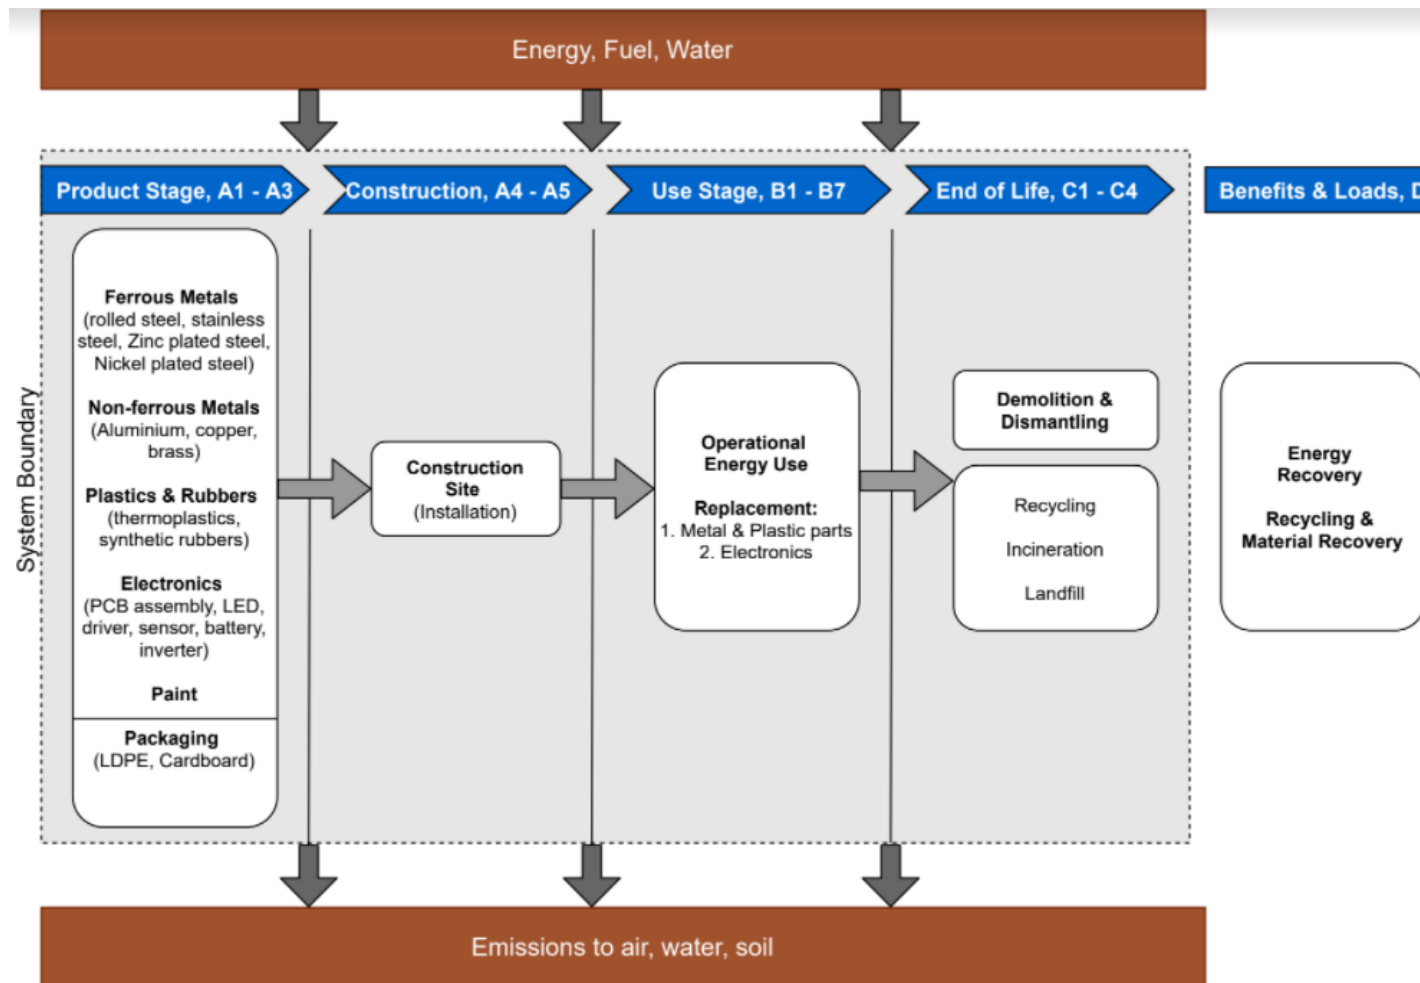 Energy, Fuel, Water
Product Stage, A1 - A3
Construction, A4 - A5
Use Stage, B1 - B7
End of Life, C1 - C4
Benefits & Loads, D
System Boundary
Ferrous Metals
(rolled steel, stainless
steel, Zinc plated steel,
Nickel plated steel)
Non-ferrous Metals
(Aluminium, copper,
brass)
Plastics & Rubbers
(thermoplastics,
synthetic rubbers)
Electronics
(PCB assembly, LED,
driver, sensor, battery,
inverter)
Paint
Packaging
(LDPE, Cardboard)
Construction
Site
(Installation)
Operational
Energy Use
Replacement:
1. Metal & Plastic parts
2. Electronics
Demolition &
Dismantling
Recycling
Incineration
Landfill
Energy
Recovery
Recycling &
Material Recovery
Emissions to air, water, soil